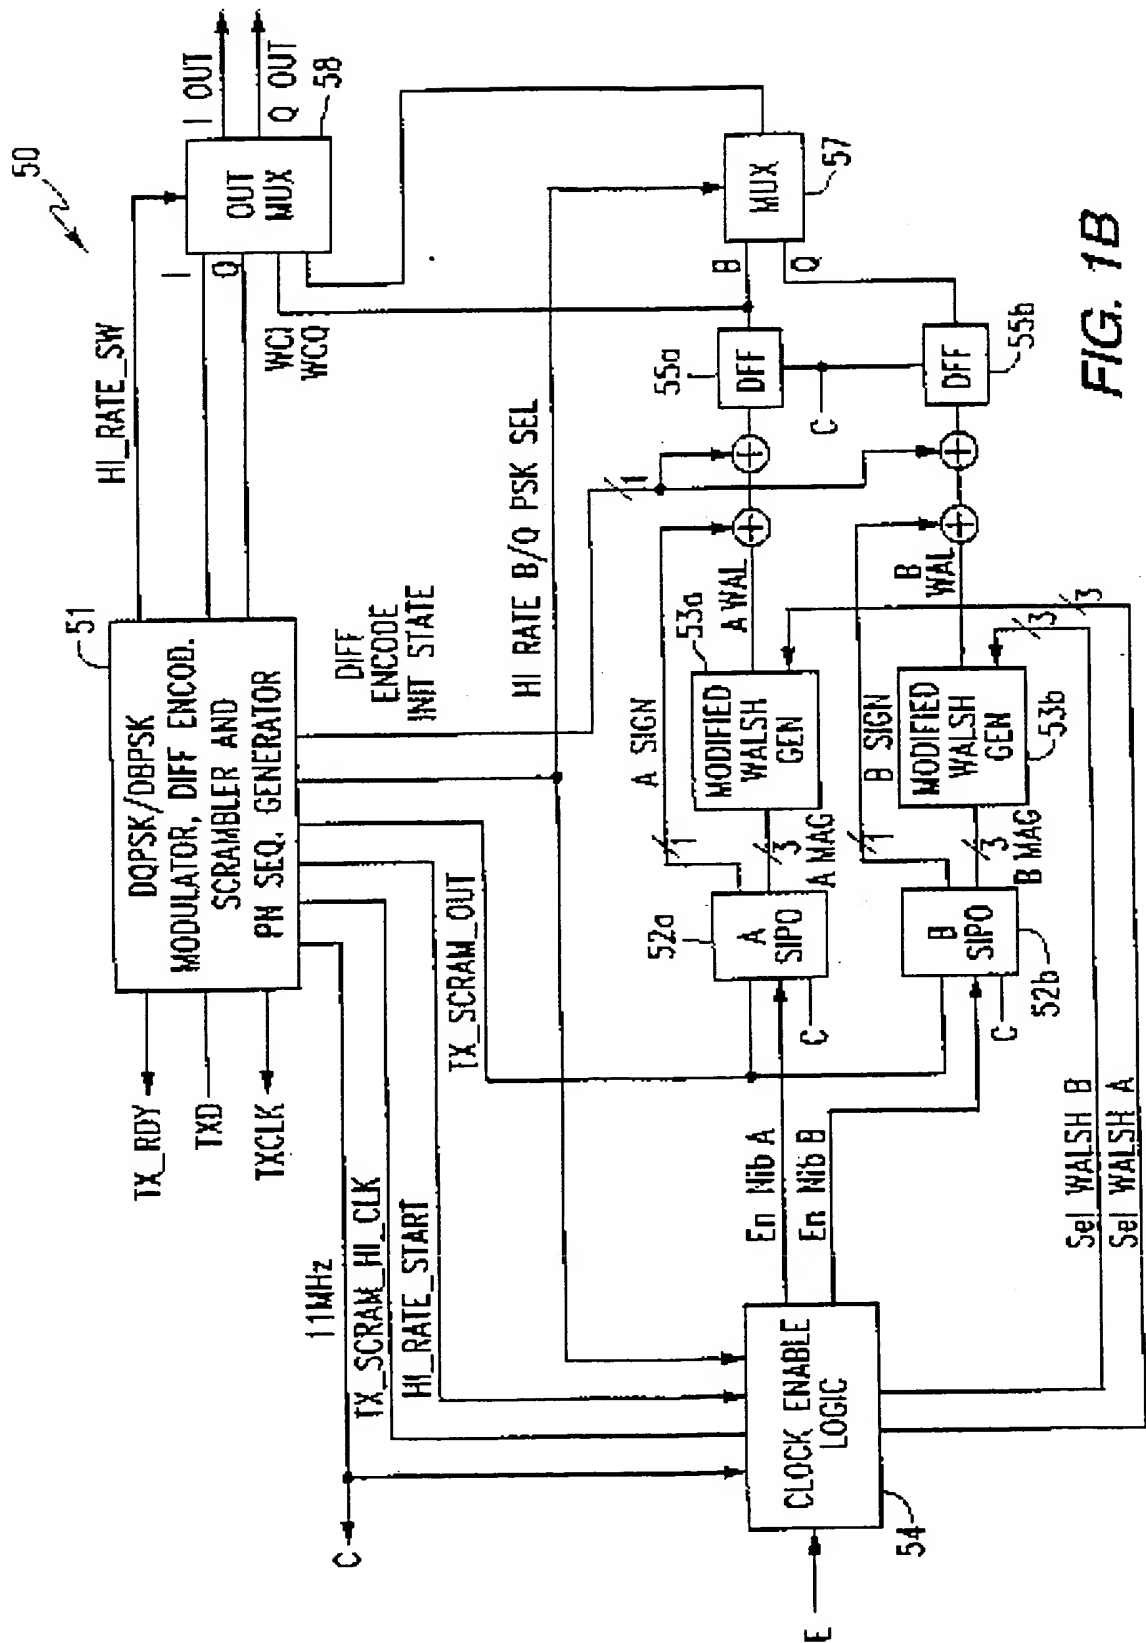 50
I OUT
Q OUT
58
OUT
MUX
HI_RATE_SW
I
Q
WCI
WCQ
51
DQPSK/DBPSK
MODULATOR, DIFF ENCOD.
SCRAMBLER AND
PN SEQ. GENERATOR
TX_RDY
TXD
TXCLK
11MHz
C
TX_SCRAM_HI_CLK
HI_RATE_START
TX_SCRAM_OUT
DIFF
ENCODE
INIT STATE
HI RATE B/Q PSK SEL
1
MUX
57
B
Q
55a
DFF
C
DFF
55b
A SIGN
1
A WAL
53a
MODIFIED
WALSH
GEN
3
A MAG
52a
A
SIPO
C
B SIGN
1
B
WAL
MODIFIED
WALSH
GEN
53b
3
3
3
B MAG
B
SIPO
52b
C
En Nib A
En Nib B
Sel WALSH B
Sel WALSH A
CLOCK ENABLE
LOGIC
54
E
FIG. 1B